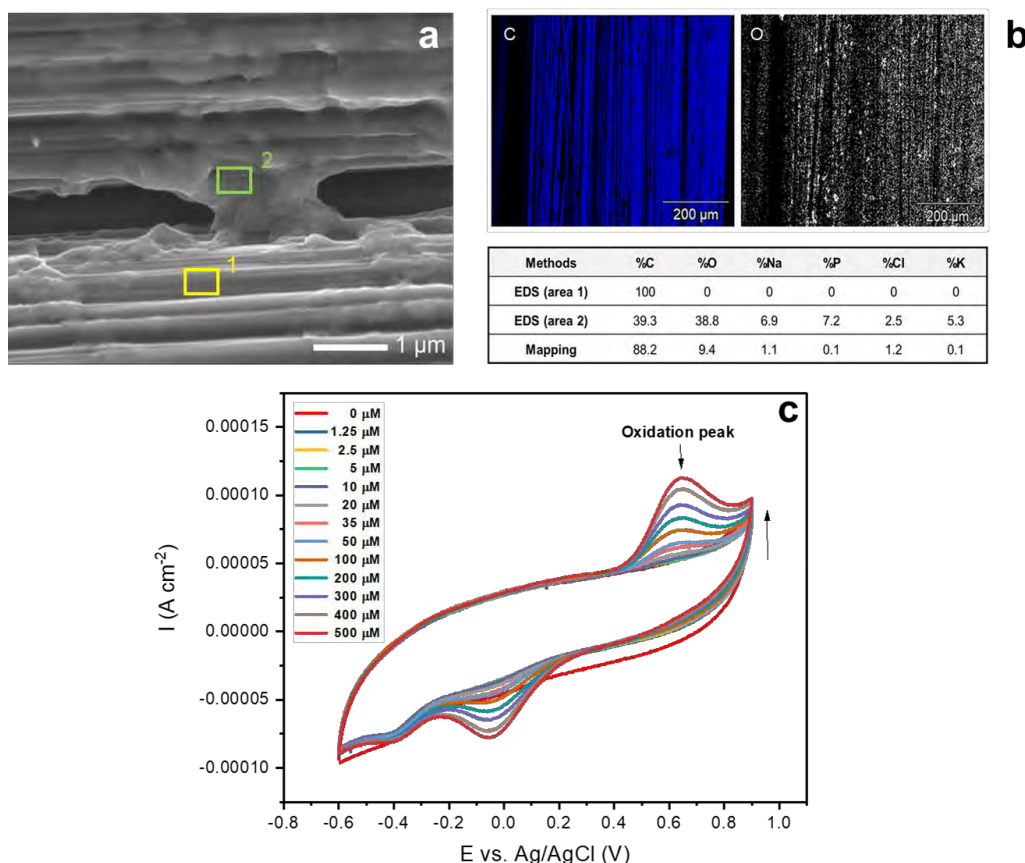 a
2
1
1 μm
b
C
200 μm
O
200 μm
Methods %C %O %Na %P %Cl %K
EDS (area 1) 100 0 0 0 0 0
EDS (area 2) 39.3 38.8 6.9 7.2 2.5 5.3
Mapping 88.2 9.4 1.1 0.1 1.2 0.1
c
0 μM
1.25 μM
2.5 μM
5 μM
10 μM
20 μM
35 μM
50 μM
100 μM
200 μM
300 μM
400 μM
500 μM
Oxidation peak
I (A cm-2)
0.00015
0.00010
0.00005
0.00000
-0.00005
-0.00010
-0.8 -0.6 -0.4 -0.2 0.0 0.2 0.4 0.6 0.8 1.0
E vs. Ag/AgCl (V)